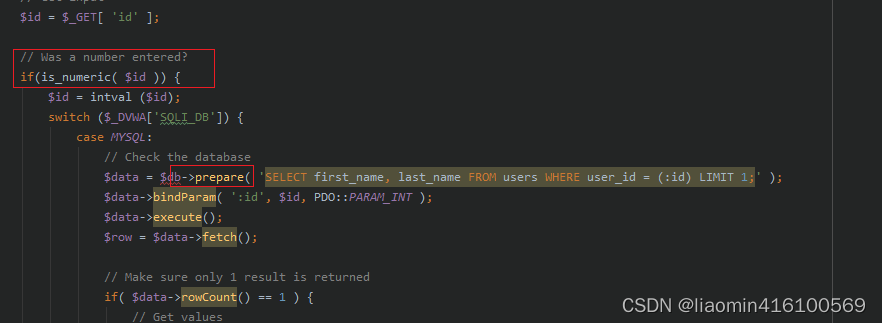 $id = $_GET[ 'id' ];
// Was a number entered?
if(is_numeric( $id )) {
$id = intval ($id);
switch ($_DVWA['SQLI_DB']) {
case MYSQL:
// Check the database
$data = $db->prepare( 'SELECT first_name, last_name FROM users WHERE user_id = (:id) LIMIT 1;' );
$data->bindParam( ':id', $id, PDO::PARAM_INT );
$data->execute();
$row = $data->fetch();
// Make sure only 1 result is returned
if( $data->rowCount() == 1 ) {
// Get values
CSDN @liaomin416100569